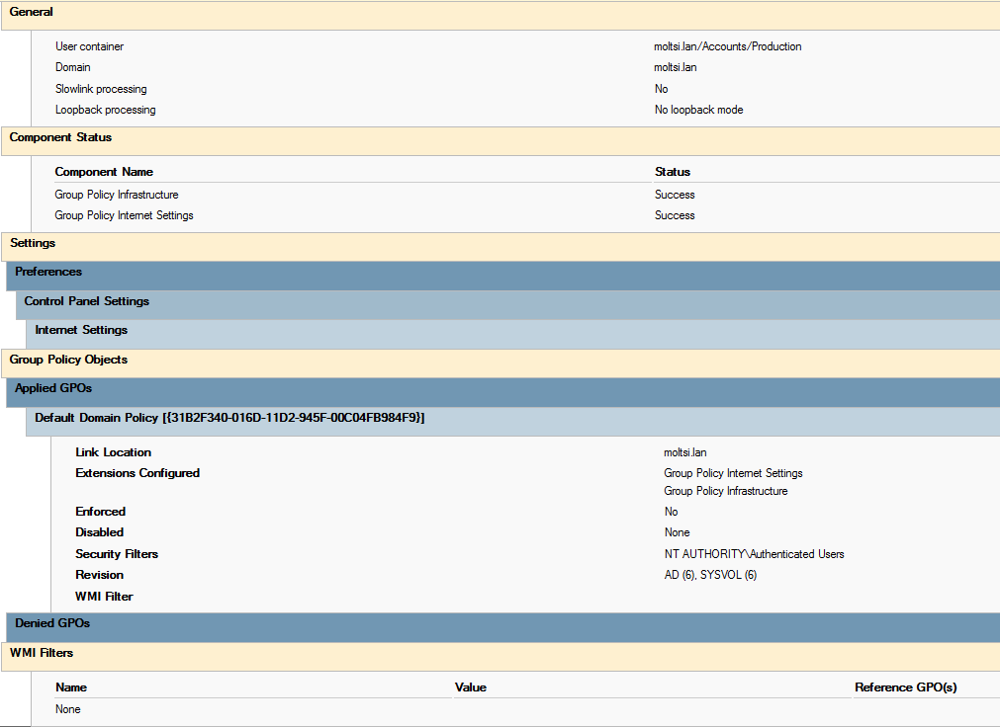 General
User container moltsi.lan/Accounts/Production
Domain moltsi.lan
Slowlink processing No
Loopback processing No loopback mode
Component Status
Component Name Status
Group Policy Infrastructure Success
Group Policy Internet Settings Success
Settings
Preferences
Control Panel Settings
Internet Settings
Group Policy Objects
Applied GPOs
Default Domain Policy [{31B2F340-016D-11D2-945F-00C04FB984F9}]
Link Location moltsi.lan
Extensions Configured Group Policy Internet Settings
Group Policy Infrastructure
Enforced No
Disabled None
Security Filters NT AUTHORITY\Authenticated Users
Revision AD (6), SYSVOL (6)
WMI Filter
Denied GPOs
WMI Filters
Name Value Reference GPO(s)
None